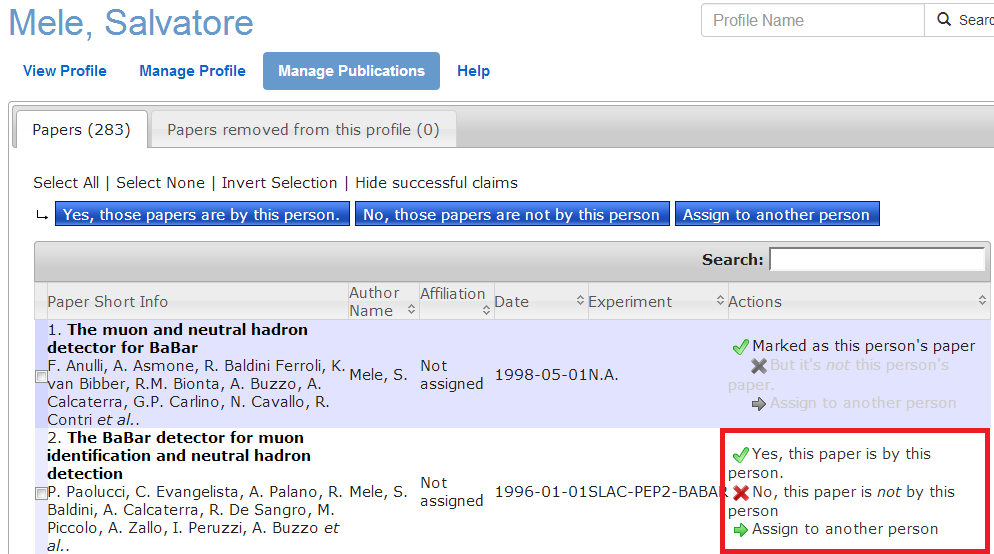 Mele, Salvatore
Profile Name
Searc
View Profile
Manage Profile
Manage Publications
Help
Papers (283)
Papers removed from this profile (0)
Select All | Select None | Invert Selection | Hide successful claims
Yes, those papers are by this person.
No, those papers are not by this person
Assign to another person
Search:
Paper Short Info
Author
Name
Affiliation
Date
Experiment
Actions
1. The muon and neutral hadron
detector for BaBar
F. Anulli, A. Asmone, R. Baldini Ferroli, K.
van Bibber, R.M. Bionta, A. Buzzo, A.
Calcaterra, G.P. Carlino, N. Cavallo, R.
Contri et al..
Mele, S.
Not
assigned
1998-05-01
N.A.
Marked as this person's paper
But it's not this person's
paper.
Assign to another person
2. The BaBar detector for muon
identification and neutral hadron
detection
P. Paolucci, C. Evangelista, A. Palano, R.
Baldini, A. Calcaterra, R. De Sangro, M.
Piccolo, A. Zallo, I. Peruzzi, A. Buzzo et
al..
Mele, S.
Not
assigned
1996-01-01
SLAC-PEP2-BABAR
Yes, this paper is by this
person.
No, this paper is not by this
person
Assign to another person